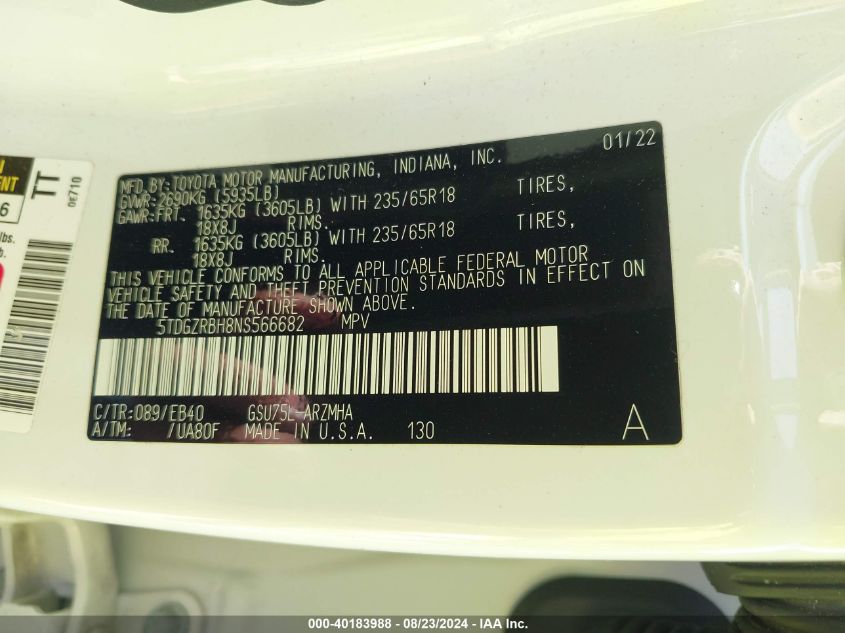 TT
0E710
6
lbs.
b.
MFD.BY:TOYOTA MOTOR MANUFACTURING, INDIANA, INC. 01/22
GVWR:2690KG (5935LB)
GAWR:FRT. 1635KG (3605LB) WITH 235/65R18 TIRES,
18X8J RIMS.
RR. 1635KG (3605LB) WITH 235/65R18 TIRES,
18X8J RIMS.
THIS VEHICLE CONFORMS TO ALL APPLICABLE FEDERAL MOTOR
VEHICLE SAFETY AND THEFT PREVENTION STANDARDS IN EFFECT ON
THE DATE OF MANUFACTURE SHOWN ABOVE.
5TDGZRBH8NS566682 MPV
C/TR:089/EB40 GSU75L-ARZMHA
A/TM: /UA80F MADE IN U.S.A. 130 A
000-40183988 - 08/23/2024 - IAA Inc.